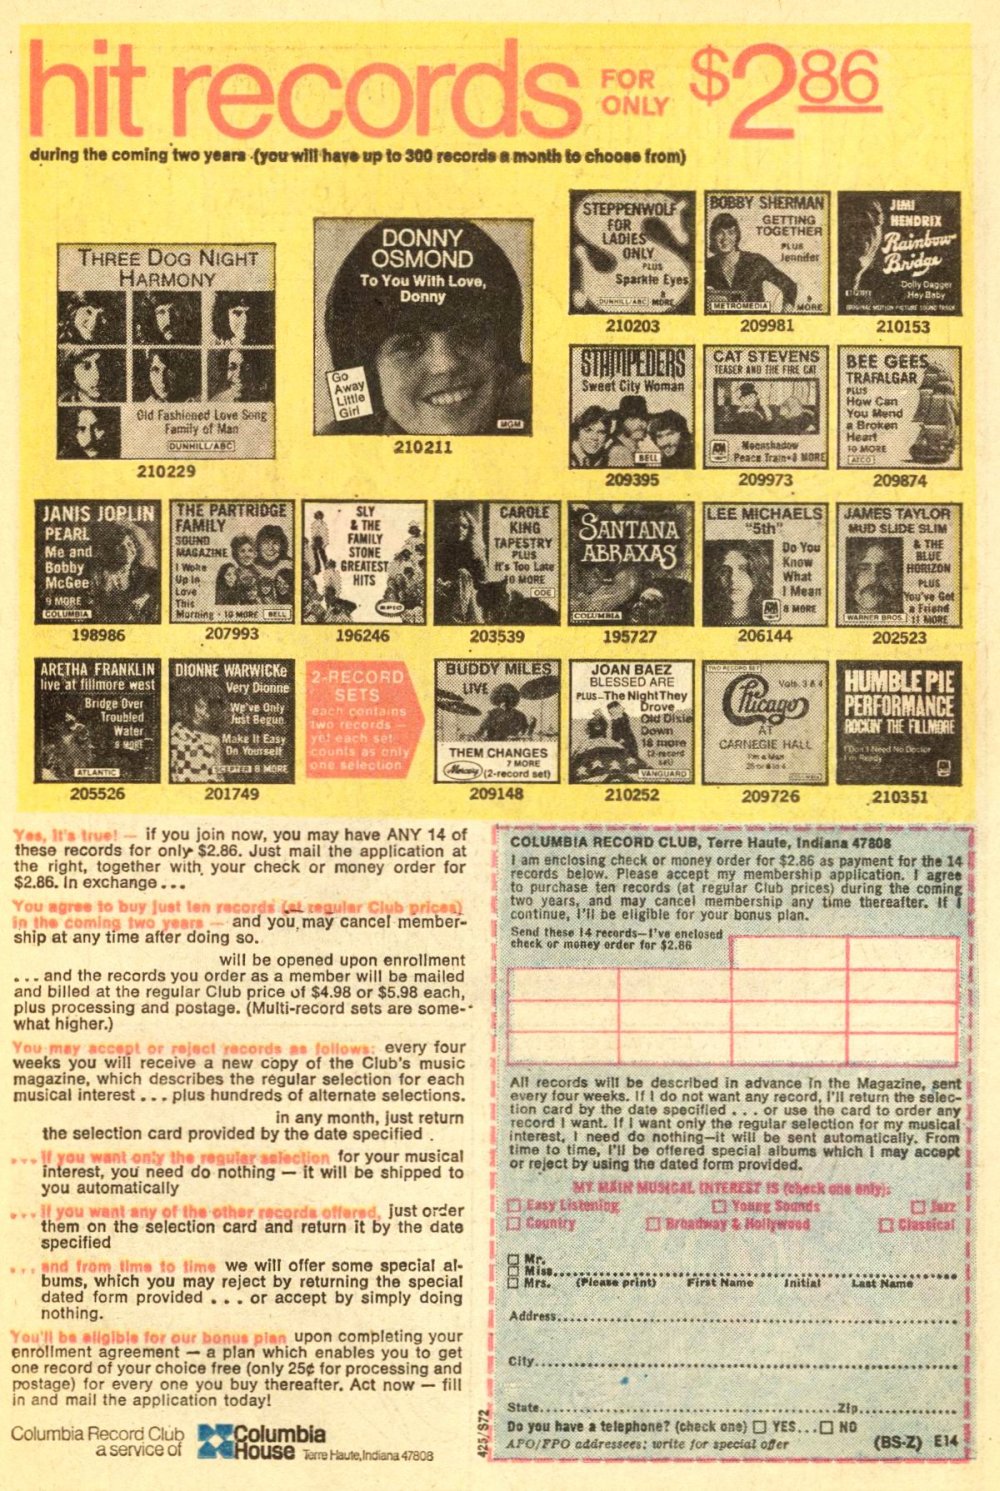 hit records FOR ONLY $2.86
during the coming two years (you will have up to 300 records a month to choose from)
THREE DOG NIGHT
HARMONY
Old Fashioned Love Song
Family of Man
DUNHILL/ABC
210229
DONNY
OSMOND
To You With Love,
Donny
Go
Away
Little
Girl
MGM
210211
STEPPENWOLF
FOR
LADIES
ONLY
PLUS
Sparkle Eyes
DUNHILL/ABC MORE
210203
BOBBY SHERMAN
GETTING
TOGETHER
PLUS
Jennifer
9
METROMEDIA MORE
209981
JIMI
HENDRIX
Rainbow
Bridge
Dolly Dagger
Hey Baby
ORIGINAL MOTION PICTURE SOUND TRACK
210153
STAMPEDERS
Sweet City Woman
BELL
209395
CAT STEVENS
TEASER AND THE FIRE CAT
Moonshadow
Peace Train • 8 MORE
209973
BEE GEES
TRAFALGAR
PLUS
How Can
You Mend
a Broken
Heart
10 MORE
ATCO
209874
JANIS JOPLIN
PEARL
Me and
Bobby
McGee
9 MORE
COLUMBIA
198986
THE PARTRIDGE
FAMILY
SOUND
MAGAZINE
I Woke
Up In
Love
This
Morning • 10 MORE BELL
207993
SLY
& THE
FAMILY
STONE
GREATEST
HITS
EPIC
196246
CAROLE
KING
TAPESTRY
PLUS
It's Too Late
10 MORE
ODE
203539
SANTANA
ABRAXAS
COLUMBIA
195727
LEE MICHAELS
"5th"
Do You
Know
What
I Mean
8 MORE
206144
JAMES TAYLOR
MUD SLIDE SLIM
& THE
BLUE
HORIZON
PLUS
You've Got
a Friend
WARNER BROS. 11 MORE
202523
ARETHA FRANKLIN
live at fillmore west
Bridge Over
Troubled
Water
8 MORE
ATLANTIC
205526
DIONNE WARWICKe
Very Dionne
We've Only
Just Begun
Make It Easy
On Yourself
SCEPTER 8 MORE
201749
2-RECORD
SETS
each contains
two records —
yet each set
counts as only
one selection
BUDDY MILES
LIVE
THEM CHANGES
7 MORE
Mercury (2-record set)
209148
JOAN BAEZ
BLESSED ARE
PLUS—The Night They
Drove
Old Dixie
Down
18 more
(2-record
set)
VANGUARD
210252
TWO RECORD SET
Vols. 3 & 4
Chicago
AT
CARNEGIE HALL
I'm a Man
25 or 6 to 4
209726
HUMBLE PIE
PERFORMANCE
ROCKIN' THE FILLMORE
I Don't Need No Doctor
I'm Ready
210351
Yes, it's true! — if you join now, you may have ANY 14 of
these records for only $2.86. Just mail the application at
the right, together with your check or money order for
$2.86. In exchange...
You agree to buy just ten records (at regular Club prices)
in the coming two years — and you may cancel member-
ship at any time after doing so.
will be opened upon enrollment
... and the records you order as a member will be mailed
and billed at the regular Club price of $4.98 or $5.98 each,
plus processing and postage. (Multi-record sets are some-
what higher.)
You may accept or reject records as follows: every four
weeks you will receive a new copy of the Club's music
magazine, which describes the regular selection for each
musical interest... plus hundreds of alternate selections.
in any month, just return
the selection card provided by the date specified .
... if you want only the regular selection for your musical
interest, you need do nothing — it will be shipped to
you automatically
... if you want any of the other records offered, just order
them on the selection card and return it by the date
specified
... and from time to time we will offer some special al-
bums, which you may reject by returning the special
dated form provided ... or accept by simply doing
nothing.
You'll be eligible for our bonus plan upon completing your
enrollment agreement — a plan which enables you to get
one record of your choice free (only 25¢ for processing and
postage) for every one you buy thereafter. Act now — fill
in and mail the application today!
Columbia Record Club
a service of
Columbia
House Terre Haute, Indiana 47808
COLUMBIA RECORD CLUB, Terre Haute, Indiana 47808
I am enclosing check or money order for $2.86 as payment for the 14
records below. Please accept my membership application. I agree
to purchase ten records (at regular Club prices) during the coming
two years, and may cancel membership any time thereafter. If I
continue, I'll be eligible for your bonus plan.
Send these 14 records—I've enclosed
check or money order for $2.86
All records will be described in advance in the Magazine, sent
every four weeks. If I do not want any record, I'll return the selec-
tion card by the date specified ... or use the card to order any
record I want. If I want only the regular selection for my musical
interest, I need do nothing—it will be sent automatically. From
time to time, I'll be offered special albums which I may accept
or reject by using the dated form provided.
MY MAIN MUSICAL INTEREST IS (check one only):
Easy Listening Young Sounds Jazz
Country Broadway & Hollywood Classical
Mr.
Miss
Mrs. (Please print) First Name Initial Last Name
Address
City
State Zip
Do you have a telephone? (check one) YES... NO
APO/FPO addressees: write for special offer (BS-Z) E14
425/S72